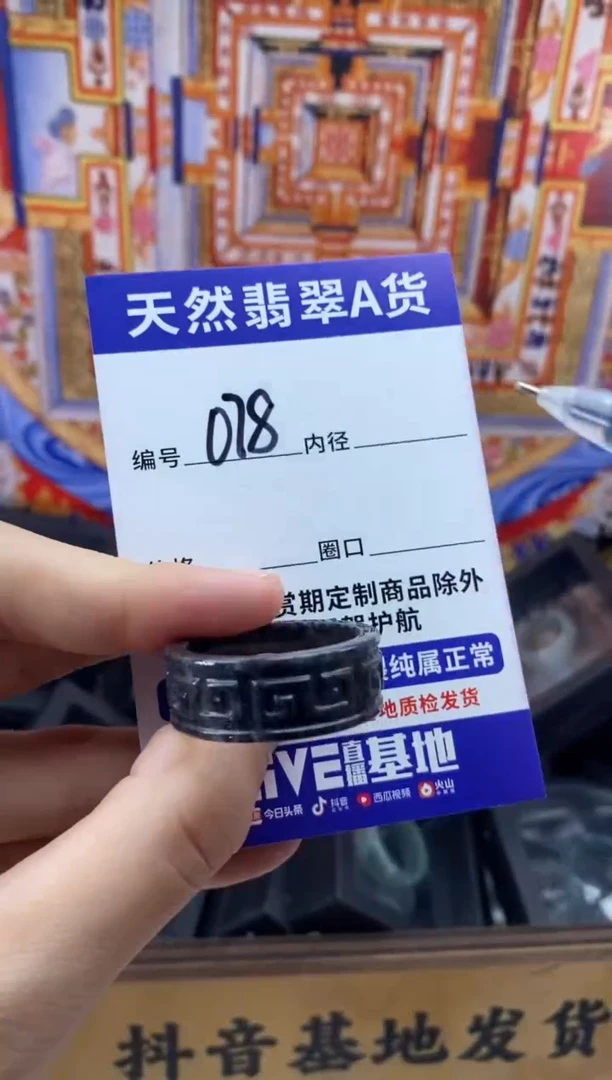 天然翡翠A货
编号 078 内径
圈口
赏期定制商品除外
护航
纯属正常
地质检发货
直播基地
今日头条 抖音 西瓜视频 火山
抖音基地发货